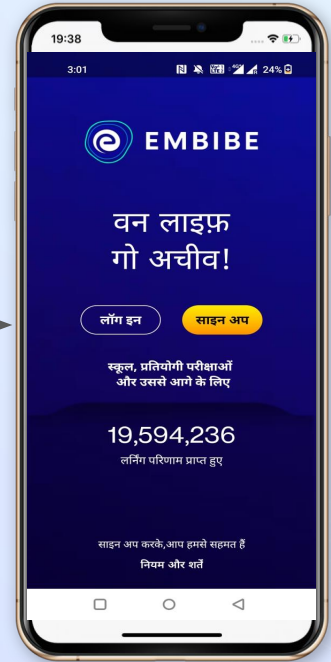 19:38
3:01 24%
EMBIBE
वन लाइफ़
गो अचीव!
लॉग इन साइन अप
स्कूल, प्रतियोगी परीक्षाओं
और उससे आगे के लिए
19,594,236
लर्निंग परिणाम प्राप्त हुए
साइन अप करके,आप हमसे सहमत हैं
नियम और शर्तें